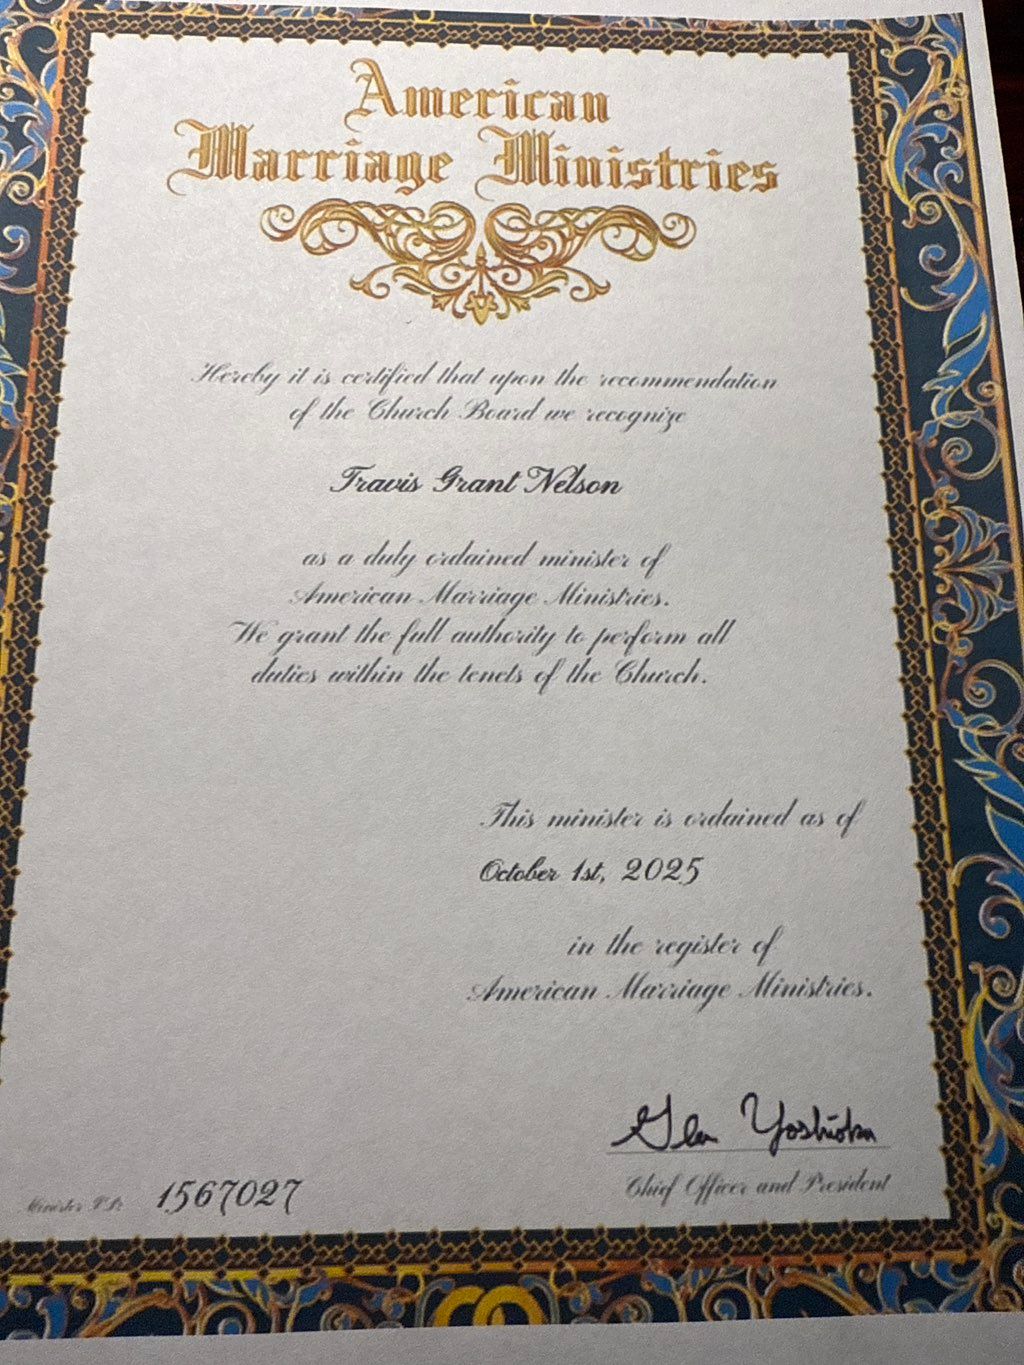 American
Marriage Ministries
Hereby it is certified that upon the recommendation
of the Church Board we recognize
Travis Grant Nelson
as a duly ordained minister of
American Marriage Ministries.
We grant the full authority to perform all
duties within the tenets of the Church.
This minister is ordained as of
October 1st, 2025
in the register of
American Marriage Ministries.
Glen Yoshioka
Chief Officer and President
Minister I.D: 1567027